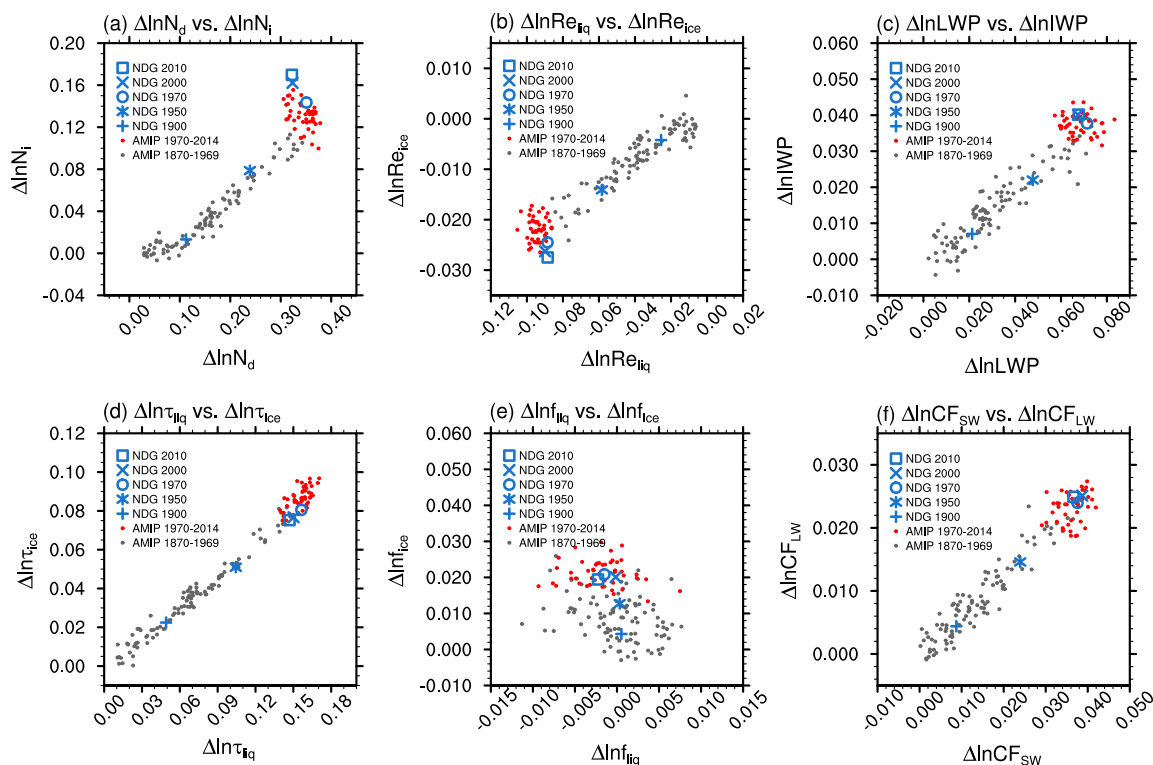 (a) ΔlnN_d vs. ΔlnN_i
0.20
0.16
0.12
0.08
0.04
0.00
-0.04
ΔlnN_i
NDG 2010
NDG 2000
NDG 1970
NDG 1950
NDG 1900
AMIP 1970-2014
AMIP 1870-1969
0.00 0.10 0.20 0.30 0.40
ΔlnN_d
(b) ΔlnRe_liq vs. ΔlnRe_ice
0.010
0.000
-0.010
-0.020
-0.030
ΔlnRe_ice
NDG 2010
NDG 2000
NDG 1970
NDG 1950
NDG 1900
AMIP 1970-2014
AMIP 1870-1969
-0.12 -0.10 -0.08 -0.06 -0.04 -0.02 0.00 0.02
ΔlnRe_liq
(c) ΔlnLWP vs. ΔlnIWP
0.060
0.050
0.040
0.030
0.020
0.010
0.000
-0.010
ΔlnIWP
NDG 2010
NDG 2000
NDG 1970
NDG 1950
NDG 1900
AMIP 1970-2014
AMIP 1870-1969
-0.020 0.000 0.020 0.040 0.060 0.080
ΔlnLWP
(d) Δlnτ_liq vs. Δlnτ_ice
0.12
0.10
0.08
0.06
0.04
0.02
0.00
Δlnτ_ice
NDG 2010
NDG 2000
NDG 1970
NDG 1950
NDG 1900
AMIP 1970-2014
AMIP 1870-1969
0.00 0.03 0.06 0.09 0.12 0.15 0.18
Δlnτ_liq
(e) Δlnf_liq vs. Δlnf_ice
0.060
0.050
0.040
0.030
0.020
0.010
0.000
-0.010
Δlnf_ice
NDG 2010
NDG 2000
NDG 1970
NDG 1950
NDG 1900
AMIP 1970-2014
AMIP 1870-1969
-0.015 -0.010 -0.005 0.000 0.005 0.010 0.015
Δlnf_liq
(f) ΔlnCF_SW vs. ΔlnCF_LW
0.030
0.020
0.010
0.000
ΔlnCF_LW
NDG 2010
NDG 2000
NDG 1970
NDG 1950
NDG 1900
AMIP 1970-2014
AMIP 1870-1969
-0.010 0.000 0.010 0.020 0.030 0.040 0.050
ΔlnCF_SW